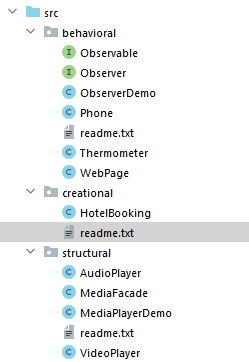 src
behavioral
Observable
Observer
ObserverDemo
Phone
readme.txt
Thermometer
WebPage
creational
HotelBooking
readme.txt
structural
AudioPlayer
MediaFacade
MediaPlayerDemo
readme.txt
VideoPlayer